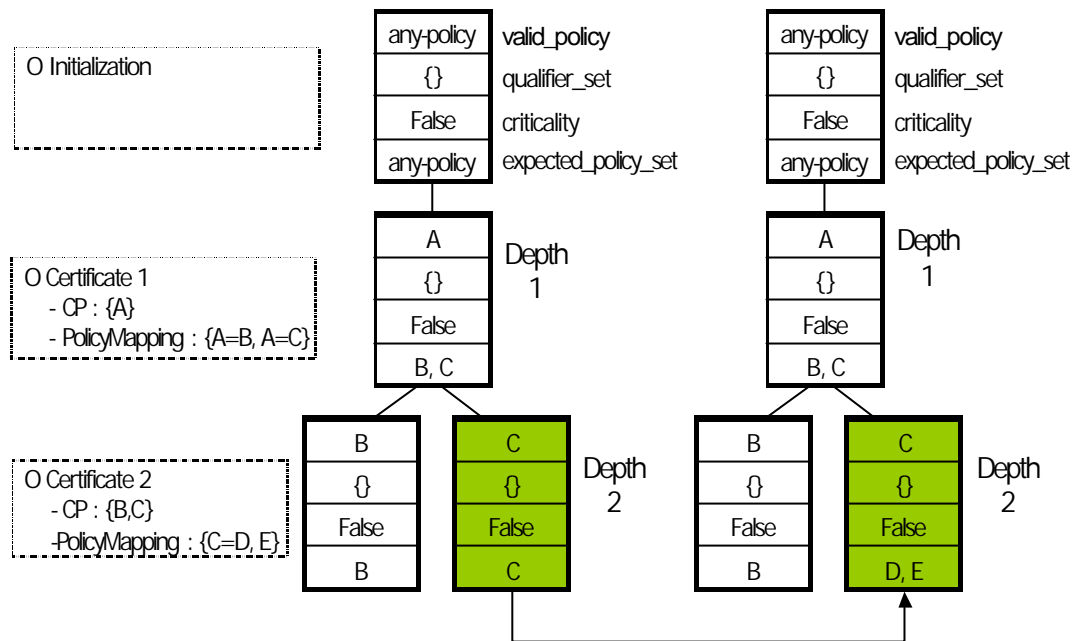 O Initialization
any-policy valid_policy
{} qualifier_set
False criticality
any-policy expected_policy_set
any-policy valid_policy
{} qualifier_set
False criticality
any-policy expected_policy_set
O Certificate 1
- CP : {A}
- PolicyMapping : {A=B, A=C}
A
{}
False
B, C
Depth
1
A
{}
False
B, C
Depth
1
O Certificate 2
- CP : {B,C}
-PolicyMapping : {C=D, E}
B
{}
False
B
C
{}
False
C
Depth
2
B
{}
False
B
C
{}
False
D, E
Depth
2